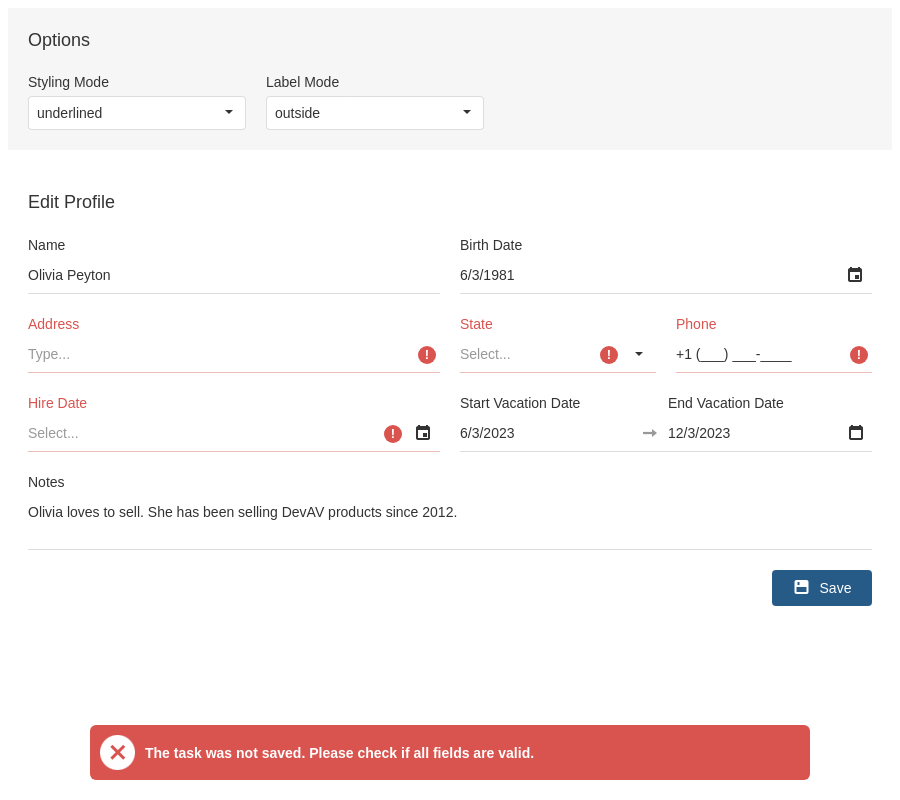 Options
Styling Mode Label Mode
underlined outside
Edit Profile
Name Birth Date
Olivia Peyton 6/3/1981
Address State Phone
Type... Select... +1 (___) ___-____
Hire Date Start Vacation Date End Vacation Date
Select... 6/3/2023 12/3/2023
Notes
Olivia loves to sell. She has been selling DevAV products since 2012.
Save
The task was not saved. Please check if all fields are valid.